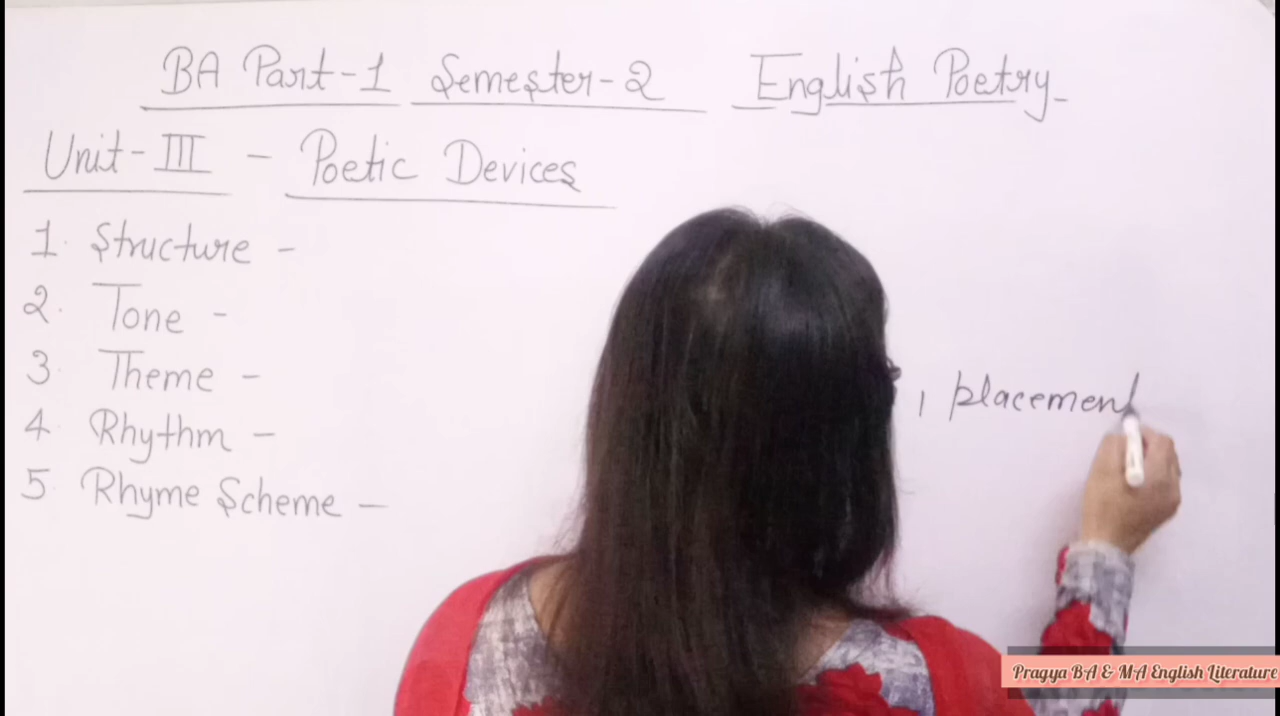 BA Part-1 Semester-2 English Poetry
Unit-III - Poetic Devices
1. Structure -
2. Tone -
3. Theme -
, placement
4. Rhythm -
5 Rhyme Scheme -
Pragya BA & MA English Literature